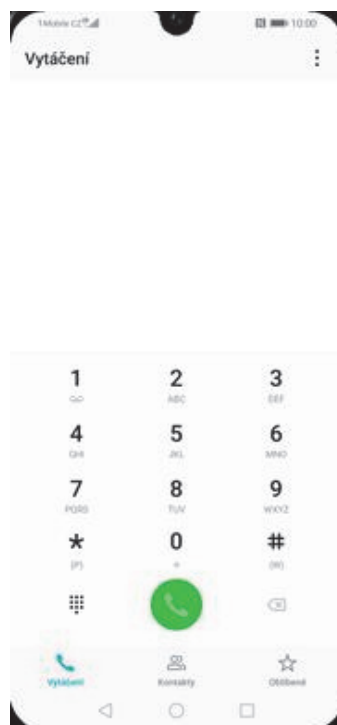 T-Mobile CZ 10:00
Vytáčení
1 2 3
ABC DEF
4 5 6
GHI JKL MNO
7 8 9
PQRS TUV WXYZ
* 0 #
(P) + (W)
Vytáčení Kontakty Oblíbené